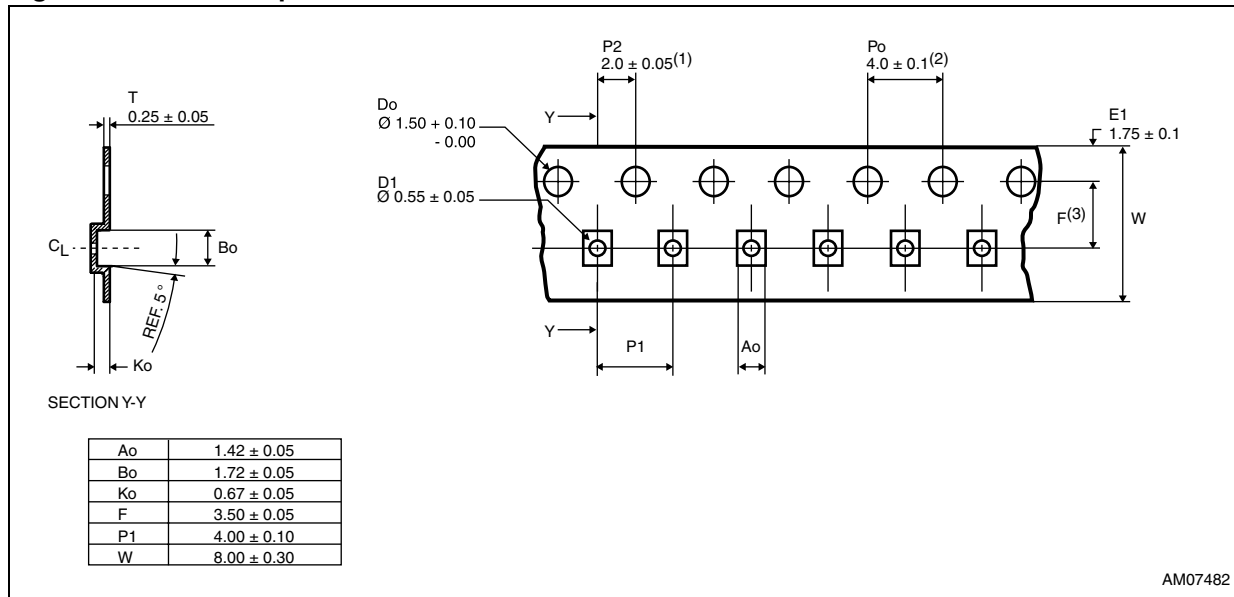 P2
2.0 ± 0.05(1)
Po
4.0 ± 0.1(2)
T
0.25 ± 0.05
Do
Ø 1.50 + 0.10
- 0.00
Y
E1
1.75 ± 0.1
D1
Ø 0.55 ± 0.05
F(3)
W
CL
Bo
REF. 5°
Ko
Y
P1
Ao
SECTION Y-Y
Ao 1.42 ± 0.05
Bo 1.72 ± 0.05
Ko 0.67 ± 0.05
F 3.50 ± 0.05
P1 4.00 ± 0.10
W 8.00 ± 0.30
AM07482